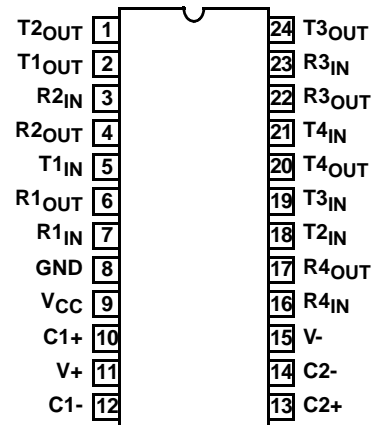 T2OUT 1 24 T3OUT
T1OUT 2 23 R3IN
R2IN 3 22 R3OUT
R2OUT 4 21 T4IN
T1IN 5 20 T4OUT
R1OUT 6 19 T3IN
R1IN 7 18 T2IN
GND 8 17 R4OUT
VCC 9 16 R4IN
C1+ 10 15 V-
V+ 11 14 C2-
C1- 12 13 C2+